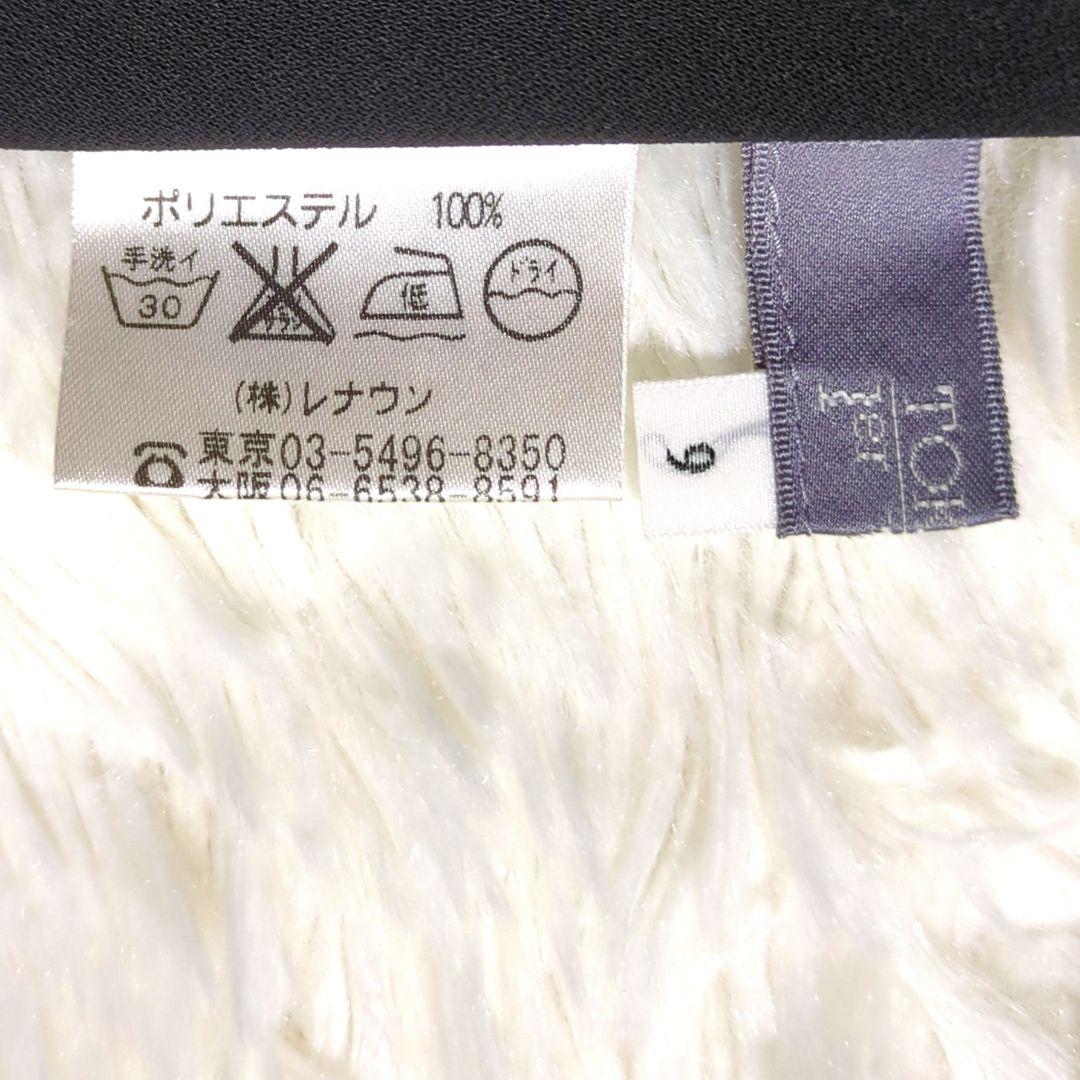 ポリエステル 100%
手洗イ
30
低
ドライ
(株)レナウン
東京03-5496-8350
大阪06-6538-8591
HOT